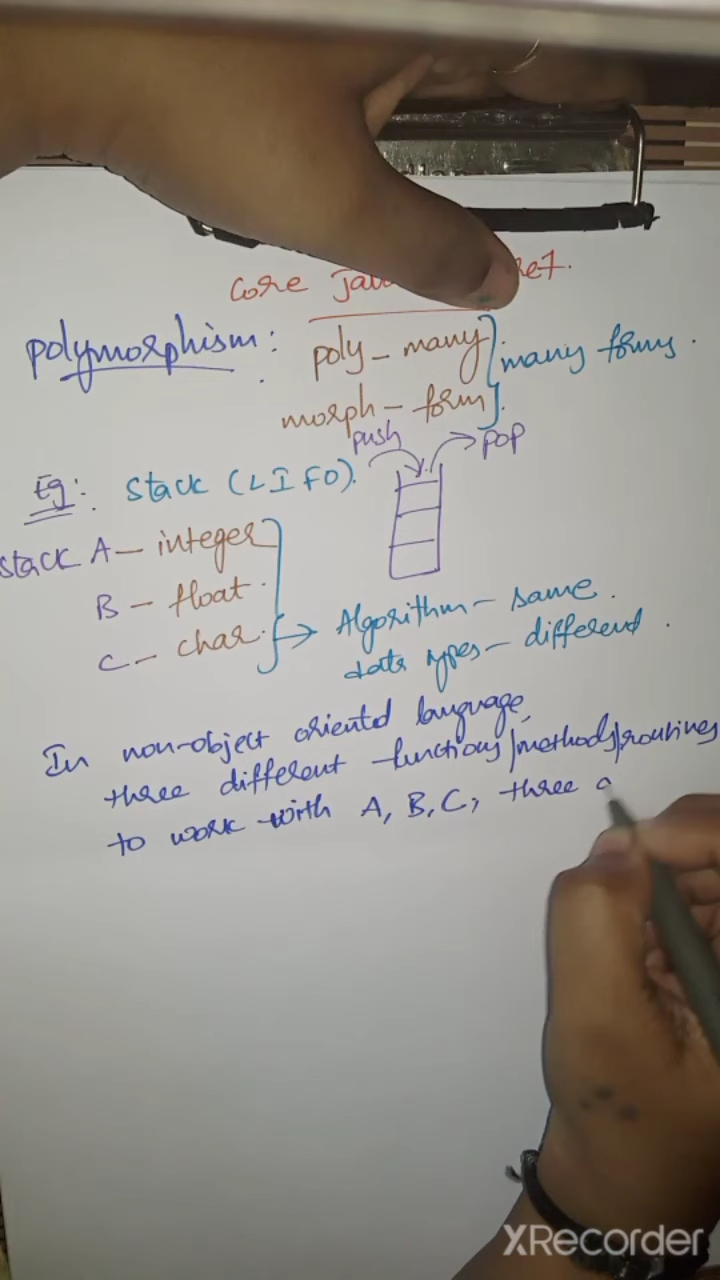 Core Java
polymorphism: poly - many } many forms.
morph - form
push pop
Eg: Stack (LIFO).
Stack A - integer
B - float
C - char. → Algorithm - same.
data types - different.
In non-object oriented language,
three different functions/methods/routines
to work with A, B, C, three
XRecorder